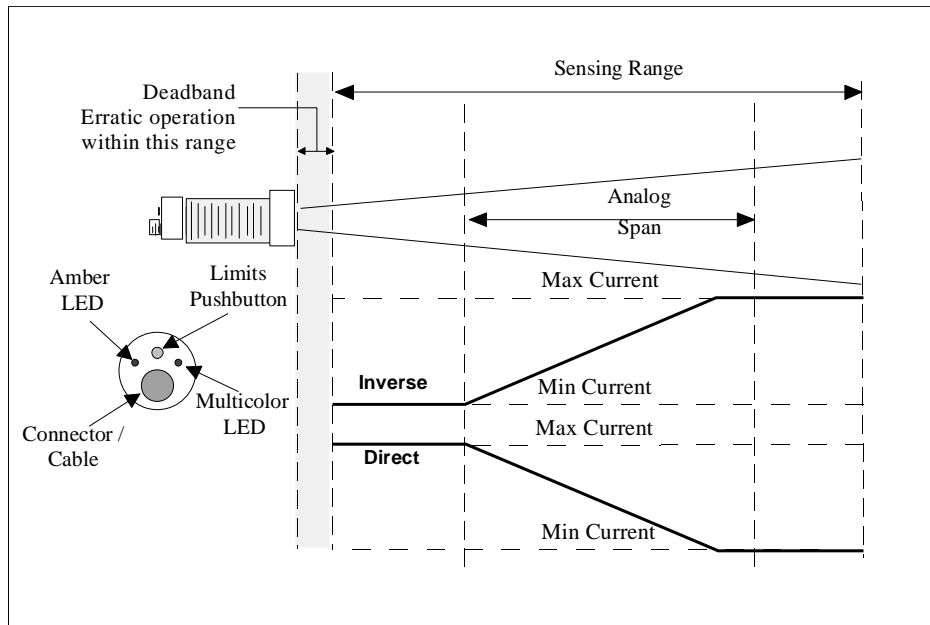 Sensing Range
Deadband
Erratic operation
within this range
Analog
Span
Amber
LED
Limits
Pushbutton
Max Current
Inverse
Min Current
Multicolor
LED
Connector /
Cable
Max Current
Direct
Min Current